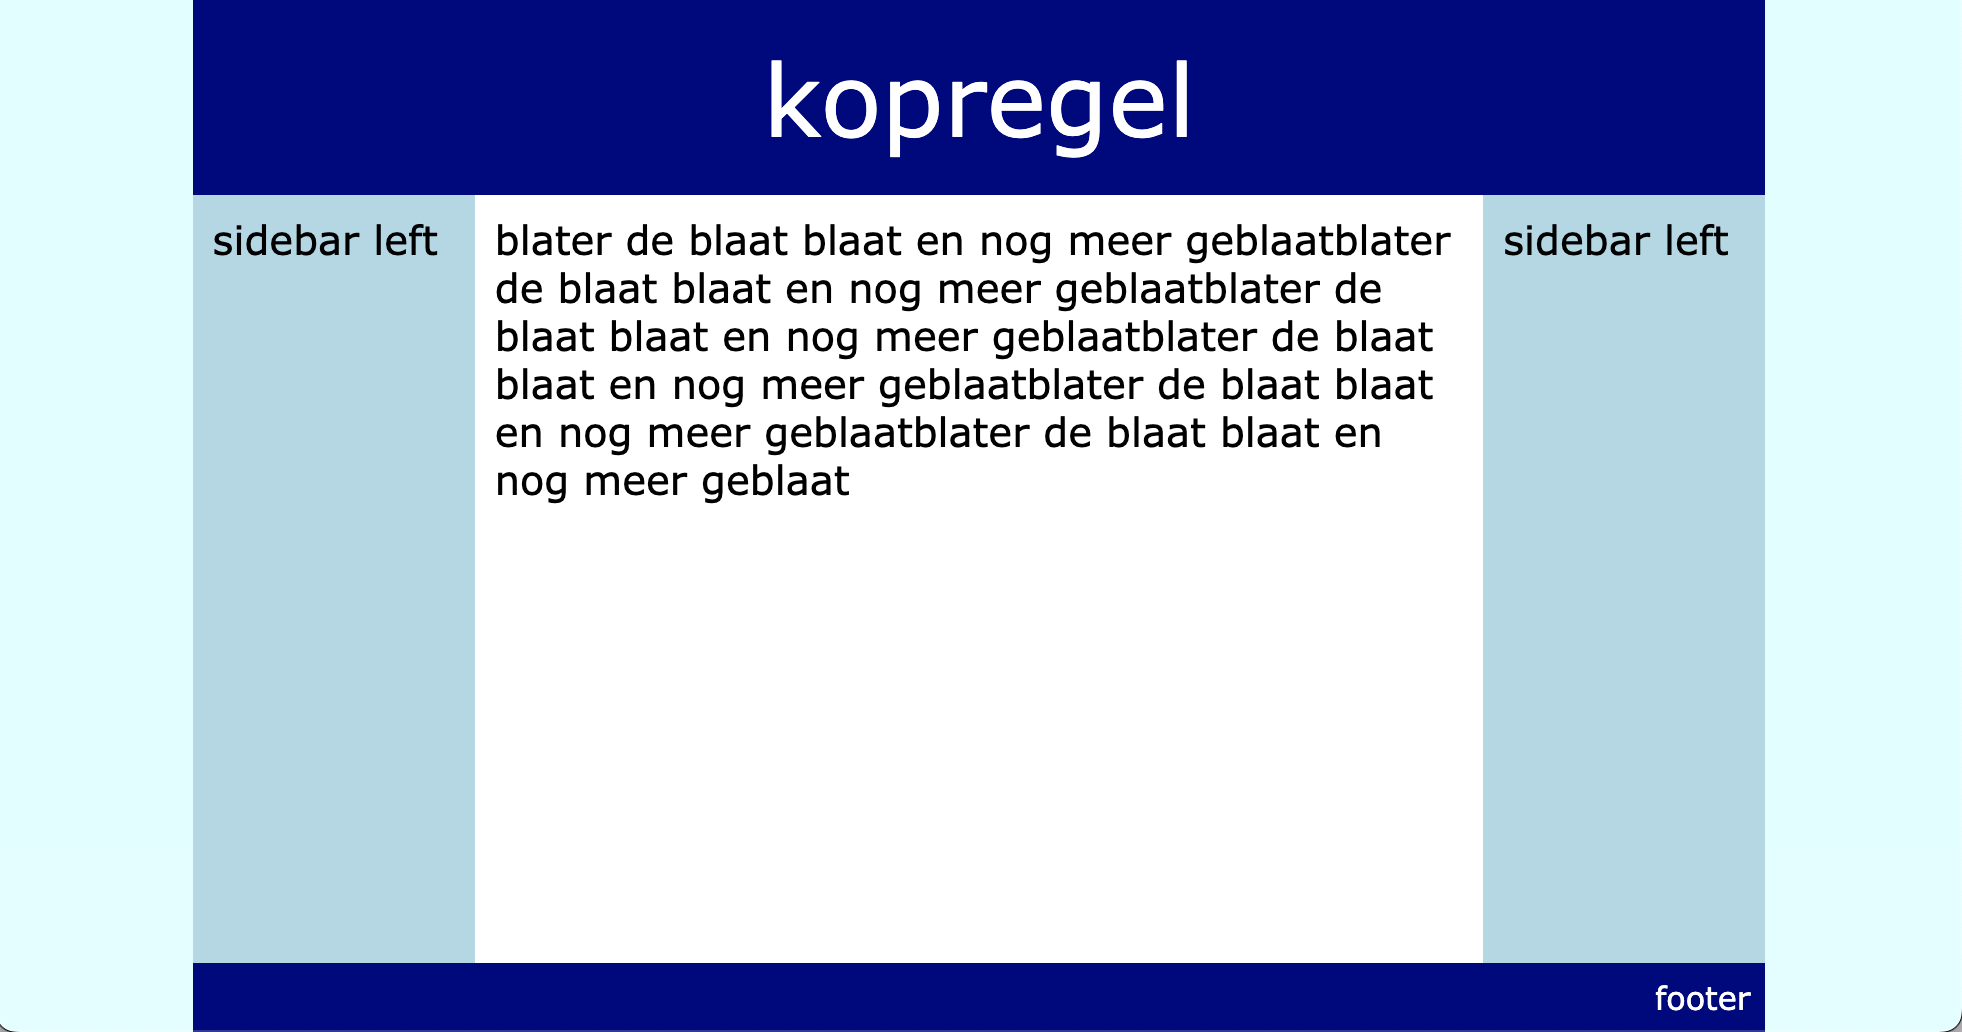 kopregel
sidebar left
blater de blaat blaat en nog meer geblaatblater
de blaat blaat en nog meer geblaatblater de
blaat blaat en nog meer geblaatblater de blaat
blaat en nog meer geblaatblater de blaat blaat
en nog meer geblaatblater de blaat blaat en
nog meer geblaat
sidebar left
footer